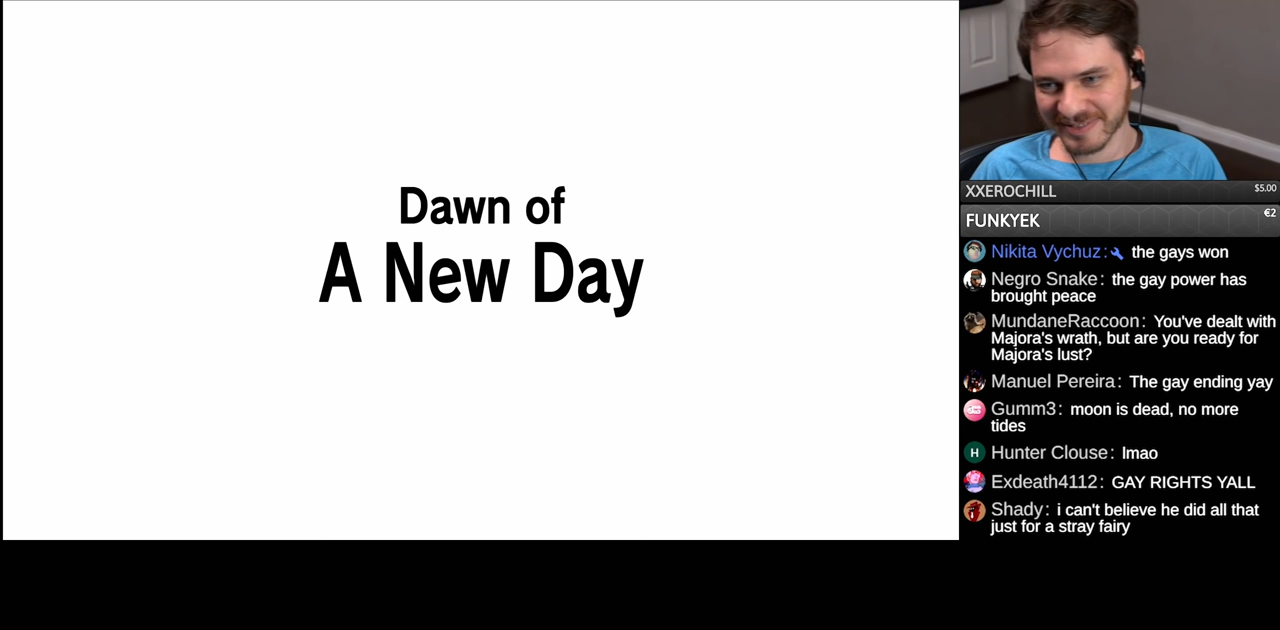 Dawn of
A New Day
XXEROCHILL $5.00
FUNKYEK €2
Nikita Vychuz: the gays won
Negro Snake: the gay power has
brought peace
MundaneRaccoon: You've dealt with
Majora's wrath, but are you ready for
Majora's lust?
Manuel Pereira: The gay ending yay
Gumm3: moon is dead, no more
tides
H Hunter Clouse: lmao
Exdeath4112: GAY RIGHTS YALL
Shady: i can't believe he did all that
just for a stray fairy